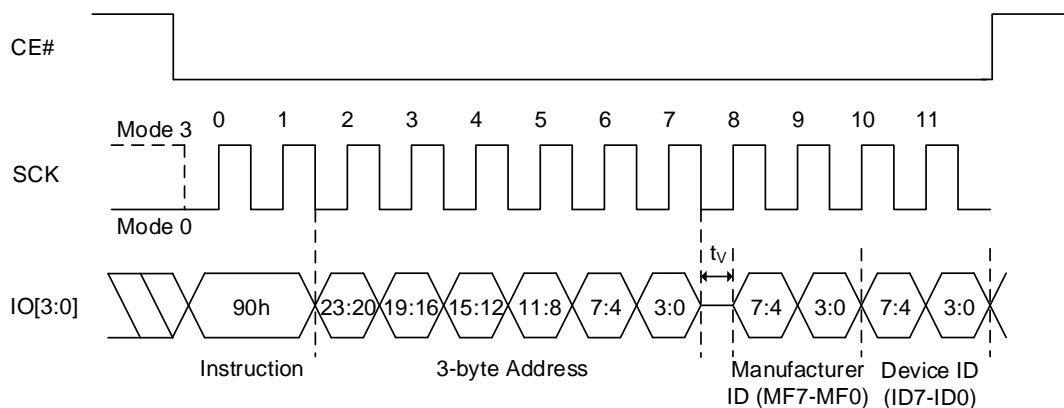 CE#
0 1 2 3 4 5 6 7 8 9 10 11
Mode 3
SCK
Mode 0
tV
IO[3:0]
90h 23:20 19:16 15:12 11:8 7:4 3:0 7:4 3:0 7:4 3:0
Instruction 3-byte Address Manufacturer Device ID
ID (MF7-MF0) (ID7-ID0)